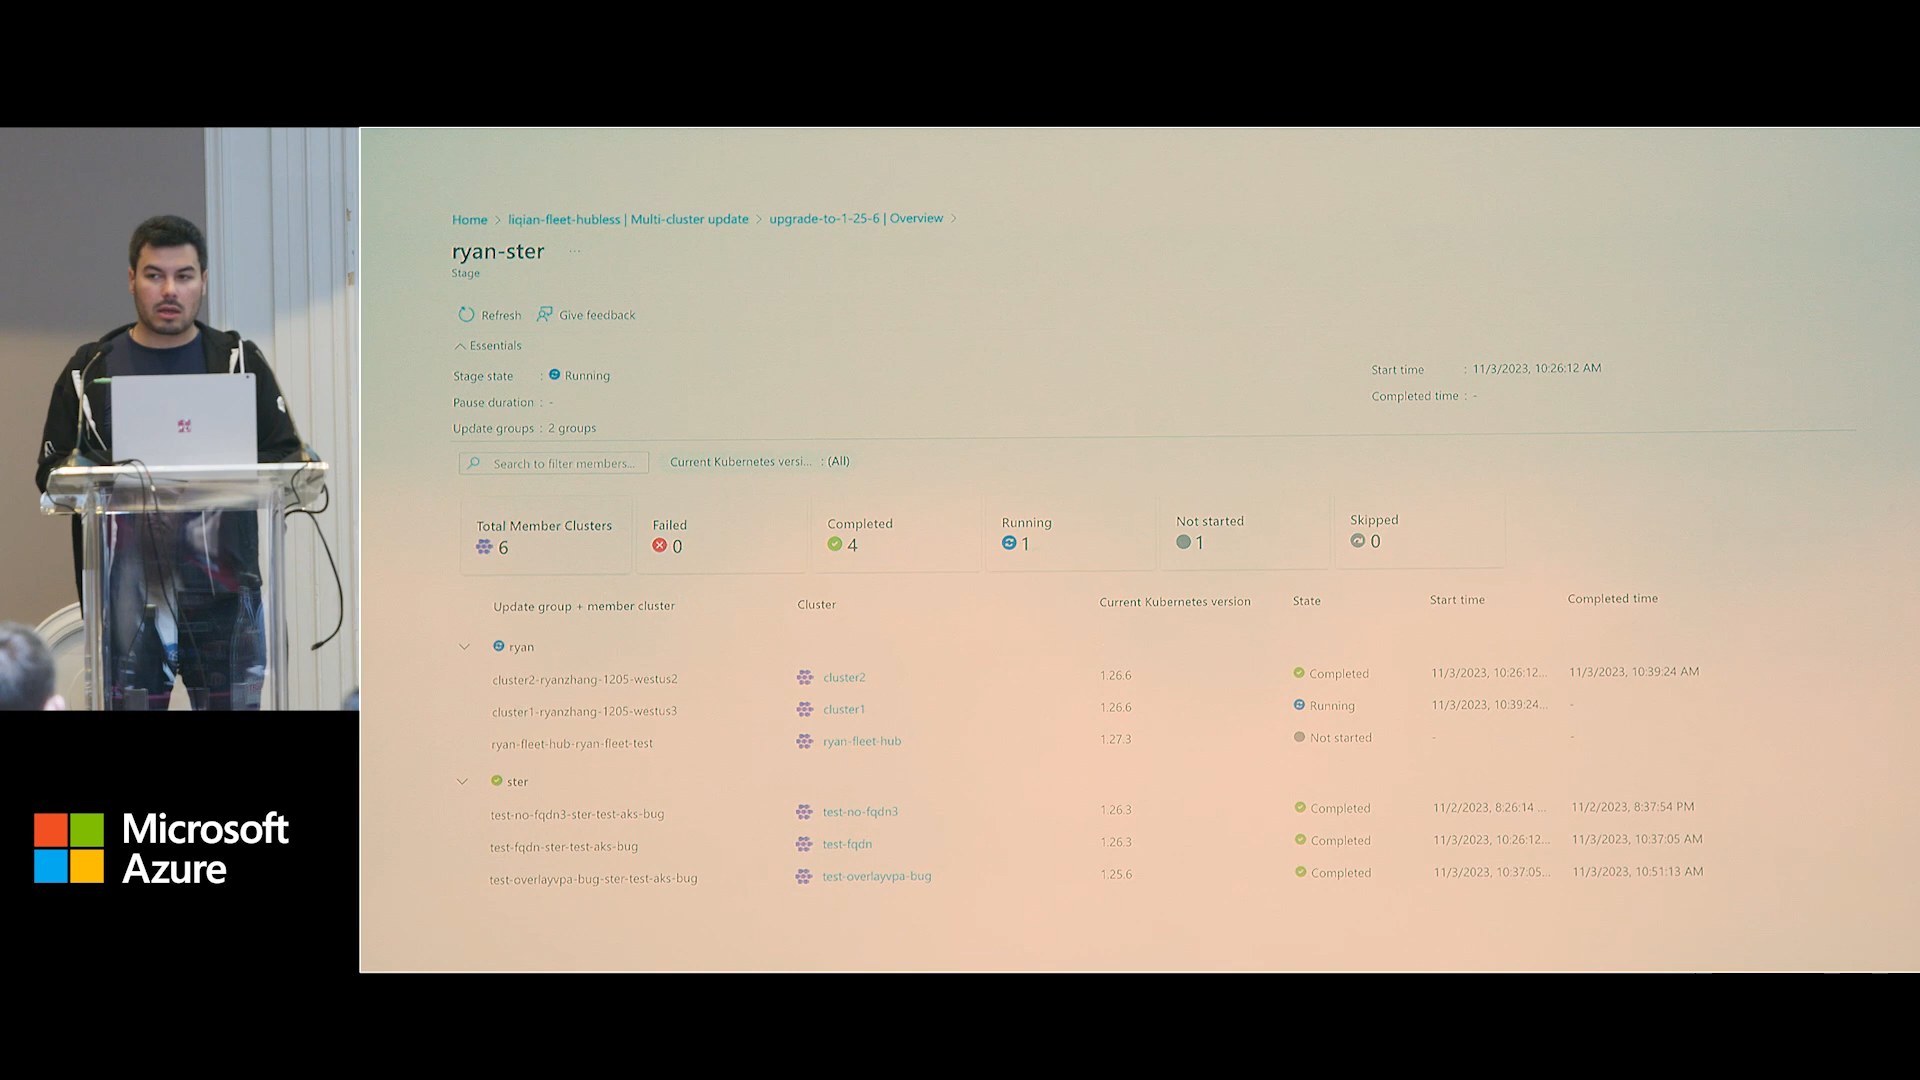 Home > liqian-fleet-hubless | Multi-cluster update > upgrade-to-1-25-6 | Overview >
ryan-ster ...
Stage
Refresh Give feedback
Essentials
Stage state : Running
Pause duration : -
Update groups : 2 groups
Start time : 11/3/2023, 10:26:12 AM
Completed time : -
Search to filter members... Current Kubernetes versi... : (All)
Total Member Clusters
6
Failed
0
Completed
4
Running
1
Not started
1
Skipped
0
Update group + member cluster Cluster Current Kubernetes version State Start time Completed time
ryan
cluster2-ryanzhang-1205-westus2 cluster2 1.26.6 Completed 11/3/2023, 10:26:12... 11/3/2023, 10:39:24 AM
cluster1-ryanzhang-1205-westus3 cluster1 1.26.6 Running 11/3/2023, 10:39:24... -
ryan-fleet-hub-ryan-fleet-test ryan-fleet-hub 1.27.3 Not started - -
ster
test-no-fqdn3-ster-test-aks-bug test-no-fqdn3 1.26.3 Completed 11/2/2023, 8:26:14 ... 11/2/2023, 8:37:54 PM
test-fqdn-ster-test-aks-bug test-fqdn 1.26.3 Completed 11/3/2023, 10:26:12... 11/3/2023, 10:37:05 AM
test-overlayvpa-bug-ster-test-aks-bug test-overlayvpa-bug 1.25.6 Completed 11/3/2023, 10:37:05... 11/3/2023, 10:51:13 AM
Microsoft
Azure